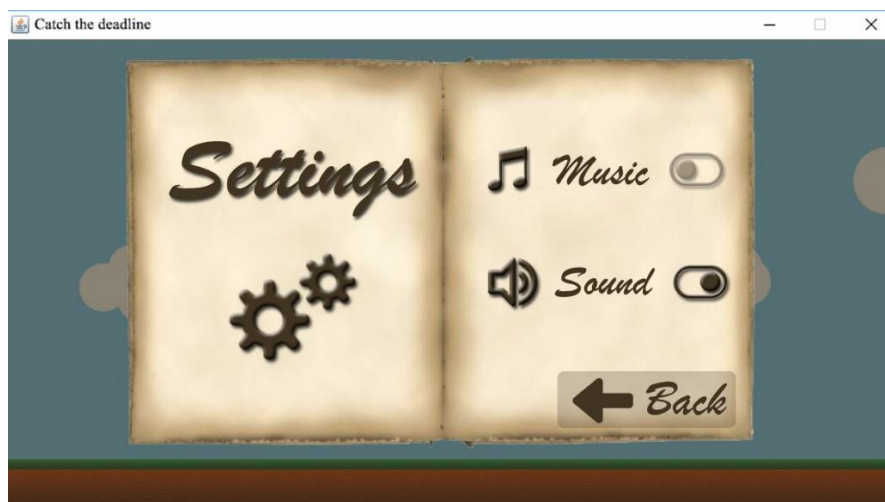 Catch the deadline
Settings
Music
Sound
Back